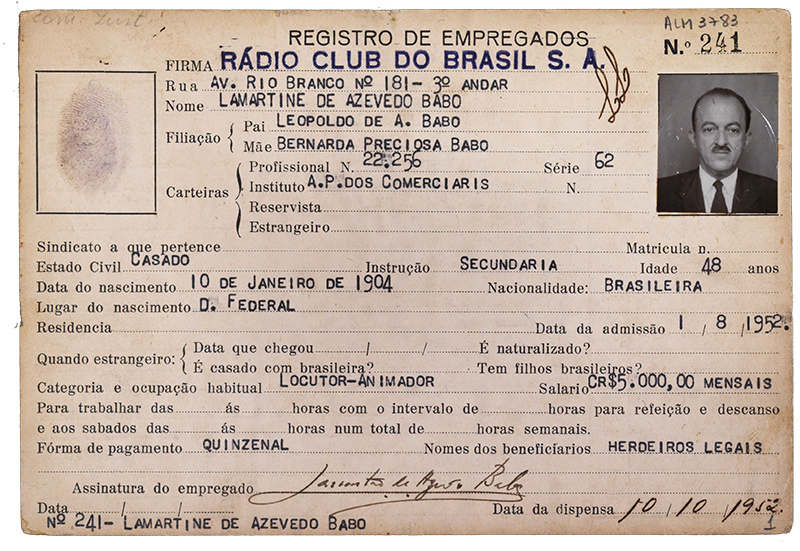 Com. Just.
ALM 3783
REGISTRO DE EMPREGADOS
N.º 241
FIRMA RÁDIO CLUB DO BRASIL S. A.
Rua AV. RIO BRANCO Nº 181- 3º ANDAR
Nome LAMARTINE DE AZEVEDO BABO
Filiação { Pai LEOPOLDO DE A. BABO
Mãe BERNARDA PRECIOSA BABO
Carteiras { Profissional N. 22.256 Série 62
Instituto A.P.DOS COMERCIARIS N.
Reservista
Estrangeiro
Sindicato a que pertence Matricula n.
Estado Civil CASADO Instrução SECUNDARIA Idade 48 anos
Data do nascimento 10 DE JANEIRO DE 1904 Nacionalidade: BRASILEIRA
Lugar do nascimento D. FEDERAL
Residencia Data da admissão 1 / 8 / 1952.
Quando estrangeiro: { Data que chegou / / É naturalizado?
É casado com brasileira? Tem filhos brasileiros?
Categoria e ocupação habitual LOCUTOR-ANIMADOR Salario CR$5.000,00 MENSAIS
Para trabalhar das ás horas com o intervalo de horas para refeição e descanso
e aos sabados das ás horas num total de horas semanais.
Fórma de pagamento QUINZENAL Nomes dos beneficiarios HERDEIROS LEGAIS
Assinatura do empregado Lamartine de Azevedo Babo
Data / / Data da dispensa 10 / 10 / 1952
Nº 241- LAMARTINE DE AZEVEDO BABO 1